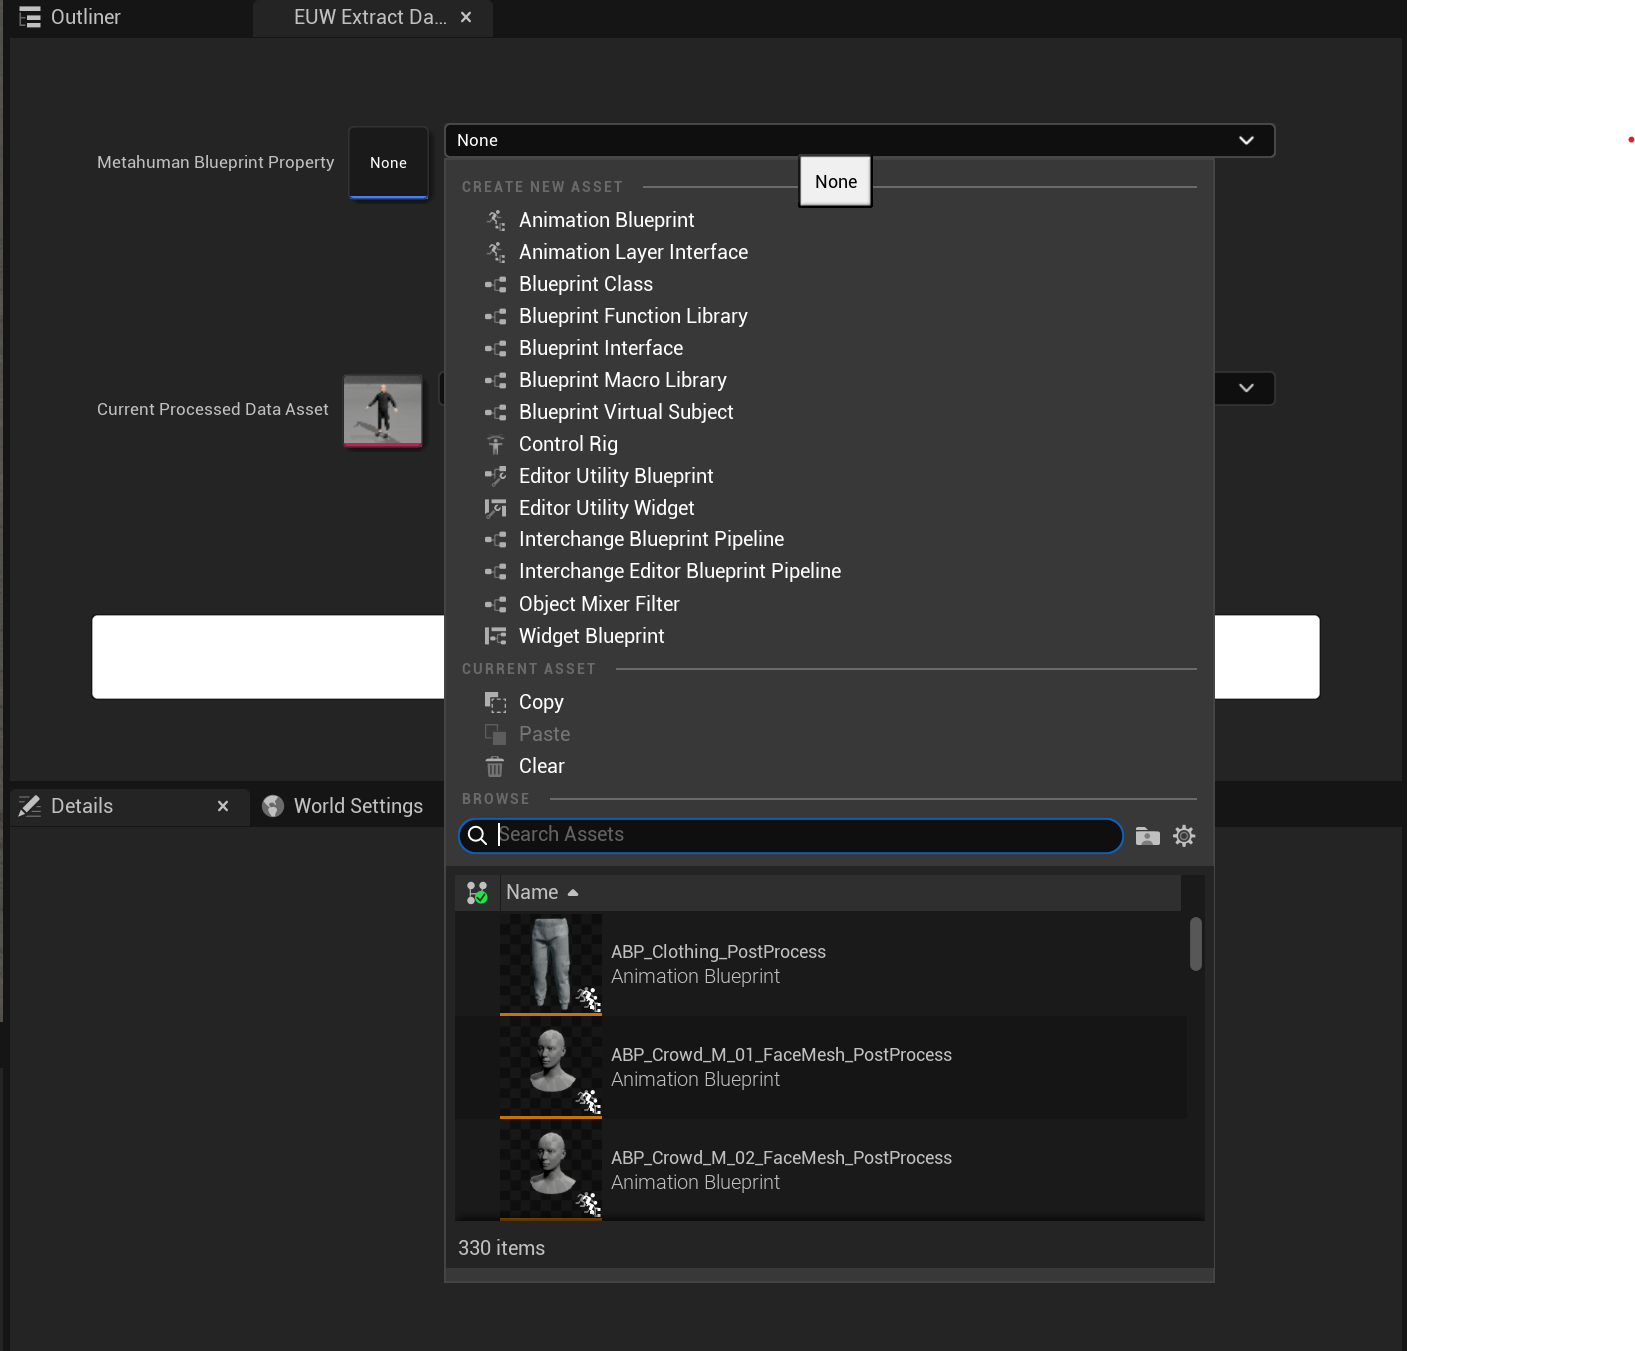 Outliner
EUW Extract Da...
Metahuman Blueprint Property
None
None
None
CREATE NEW ASSET
Animation Blueprint
Animation Layer Interface
Blueprint Class
Blueprint Function Library
Blueprint Interface
Blueprint Macro Library
Blueprint Virtual Subject
Control Rig
Editor Utility Blueprint
Editor Utility Widget
Interchange Blueprint Pipeline
Interchange Editor Blueprint Pipeline
Object Mixer Filter
Widget Blueprint
Current Processed Data Asset
CURRENT ASSET
Copy
Paste
Clear
Details
World Settings
BROWSE
Search Assets
Name
ABP_Clothing_PostProcess
Animation Blueprint
ABP_Crowd_M_01_FaceMesh_PostProcess
Animation Blueprint
ABP_Crowd_M_02_FaceMesh_PostProcess
Animation Blueprint
330 items